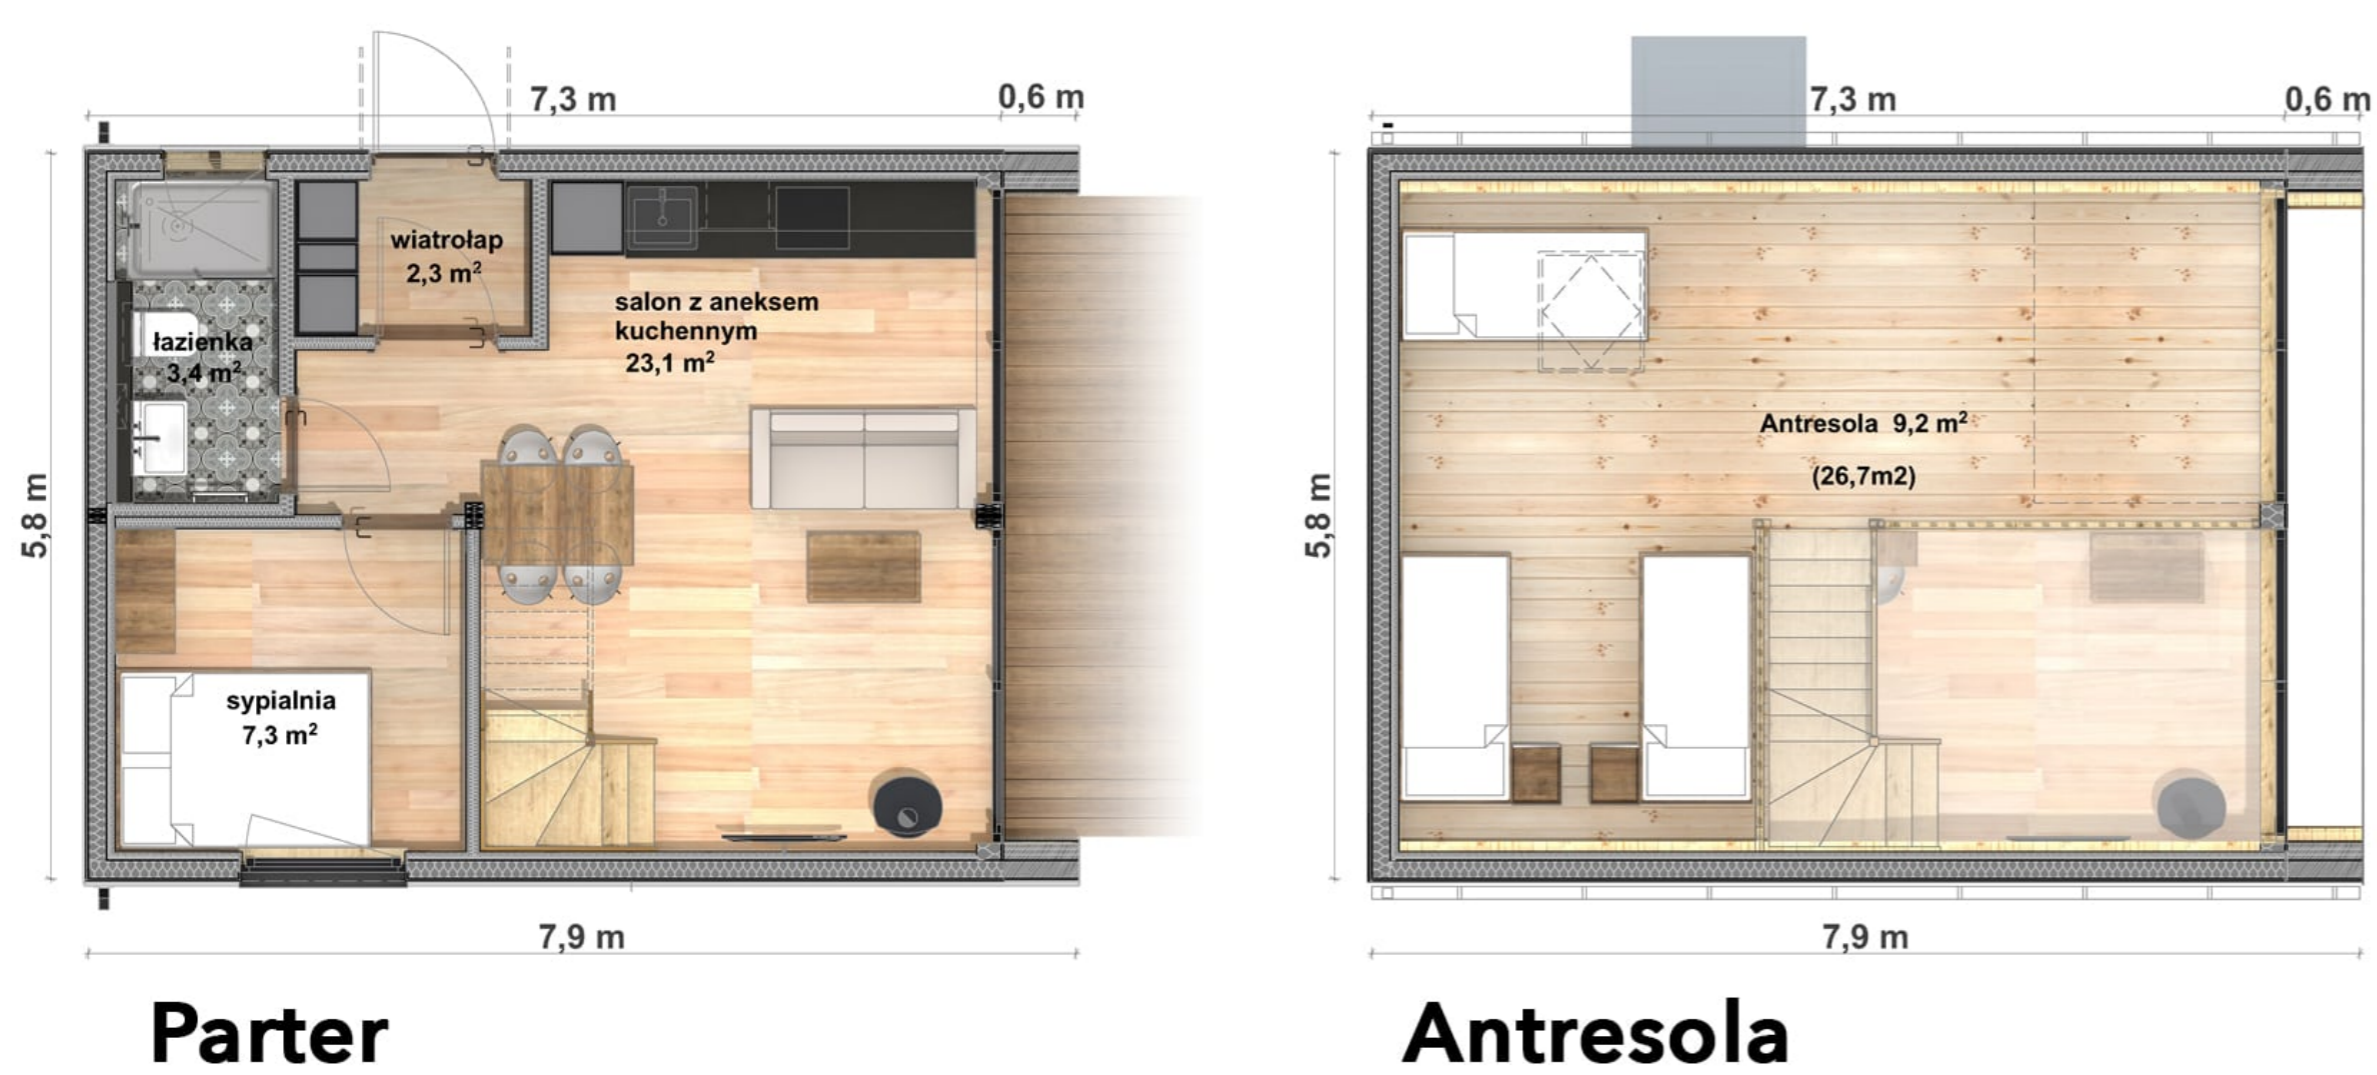 7,3 m
0,6 m
wiatrołap
2,3 m²
salon z aneksem
kuchennym
23,1 m²
łazienka
3,4 m²
5,8 m
sypialnia
7,3 m²
7,9 m
Parter
7,3 m
0,6 m
Antresola 9,2 m²
(26,7m2)
5,8 m
7,9 m
Antresola